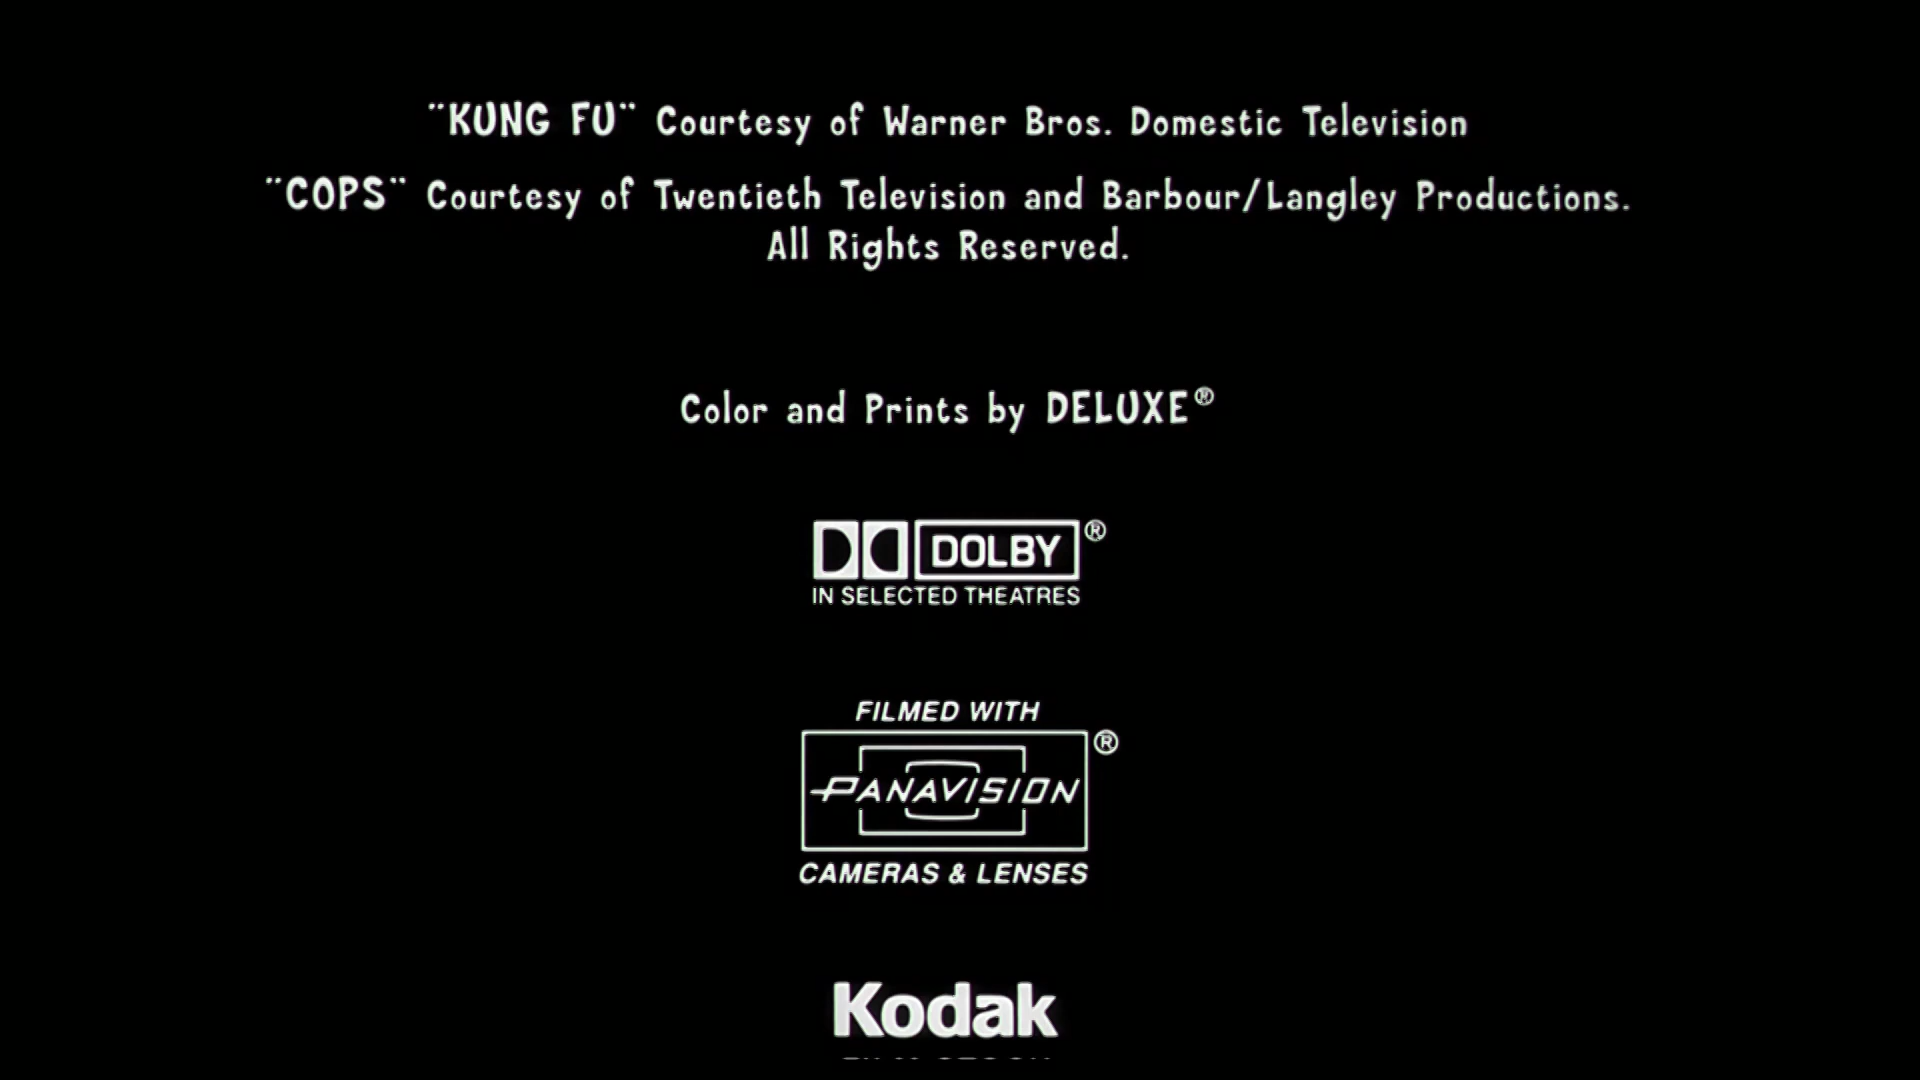 "KUNG FU" Courtesy of Warner Bros. Domestic Television
"COPS" Courtesy of Twentieth Television and Barbour/Langley Productions.
All Rights Reserved.
Color and Prints by DELUXE®
DOLBY®
IN SELECTED THEATRES
FILMED WITH
PANAVISION®
CAMERAS & LENSES
Kodak